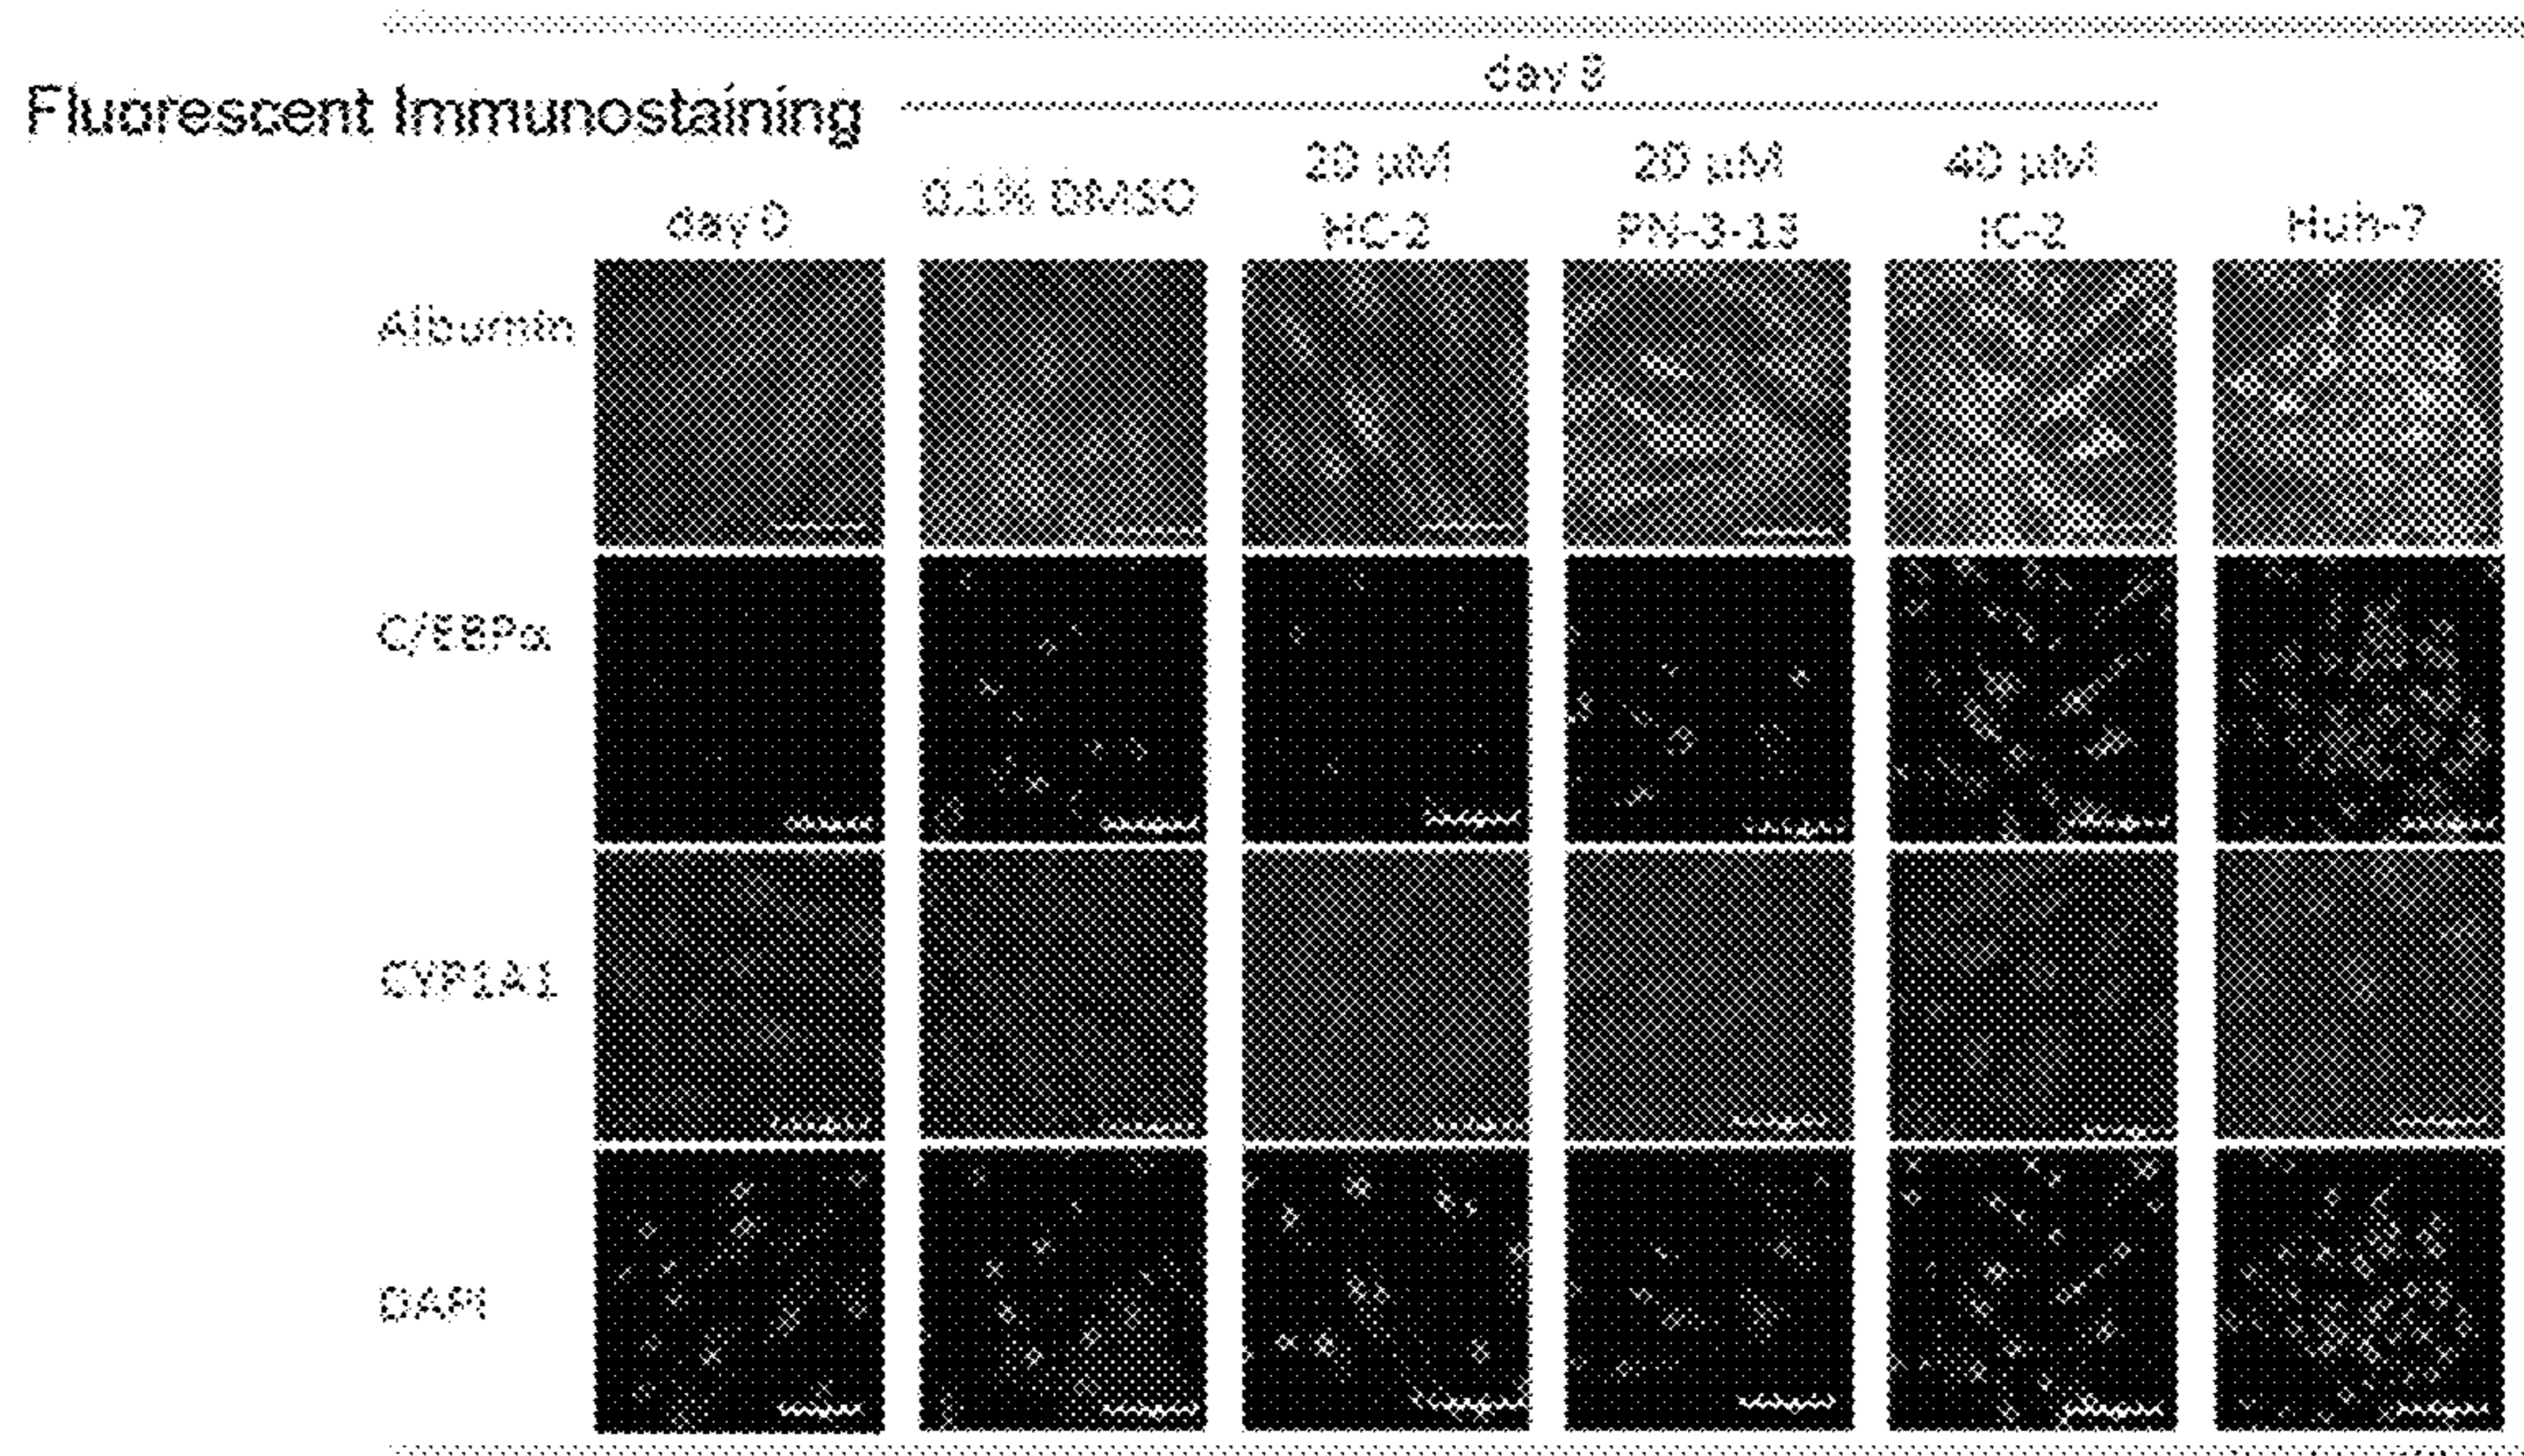 day 8
Fluorescent Immunostaining
day 0
0.1% DMSO
20 µM
HC-2
20 µM
PN-3-13
40 µM
IC-2
Huh-7
Albumin
C/EBPα
CYP1A1
DAPI